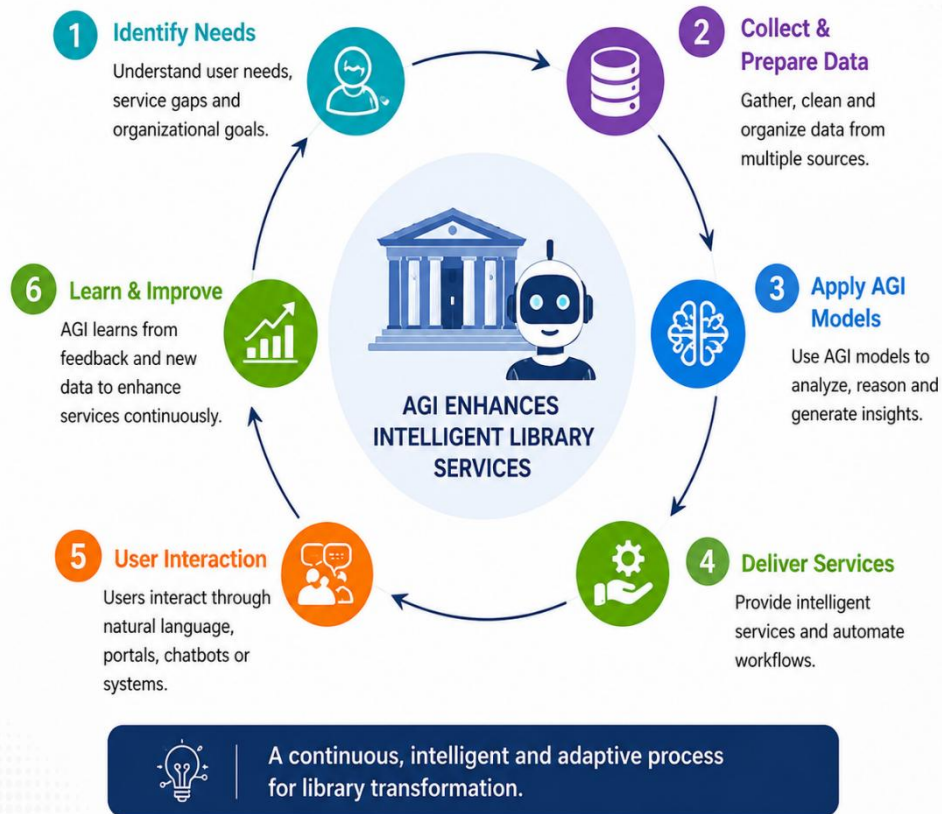 1 Identify Needs
Understand user needs,
service gaps and
organizational goals.
2 Collect &
Prepare Data
Gather, clean and
organize data from
multiple sources.
3 Apply AGI
Models
Use AGI models to
analyze, reason and
generate insights.
4 Deliver Services
Provide intelligent
services and automate
workflows.
5 User Interaction
Users interact through
natural language,
portals, chatbots or
systems.
6 Learn & Improve
AGI learns from
feedback and new
data to enhance
services continuously.
AGI ENHANCES
INTELLIGENT LIBRARY
SERVICES
A continuous, intelligent and adaptive process
for library transformation.